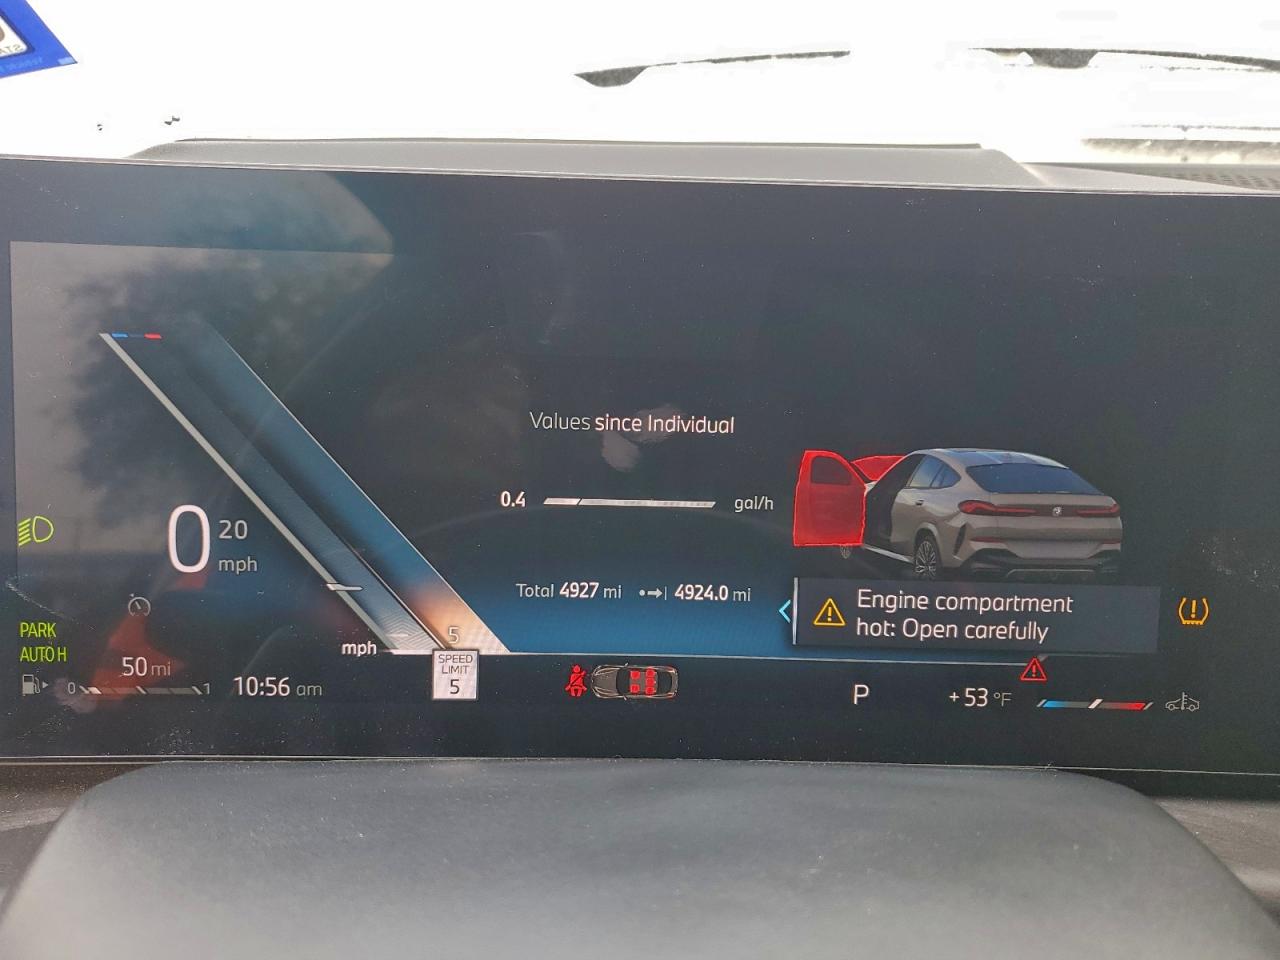 Values since Individual
0.4 gal/h
0 20
mph
Total 4927 mi 4924.0 mi
Engine compartment
hot: Open carefully
PARK
AUTO H
mph
5
SPEED
LIMIT
5
50 mi
0 1
10:56 am
P
+53 °F